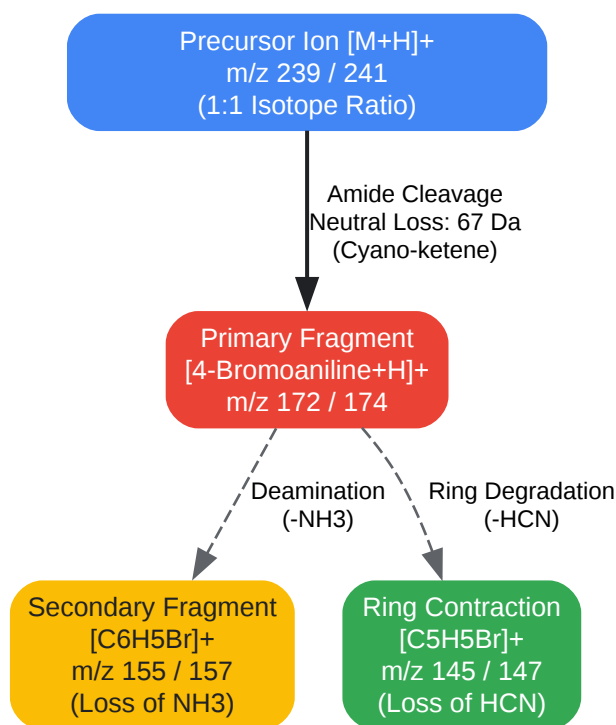 Precursor Ion [M+H]+
m/z 239 / 241
(1:1 Isotope Ratio)
Amide Cleavage
Neutral Loss: 67 Da
(Cyano-ketene)
Primary Fragment
[4-Bromoaniline+H]+
m/z 172 / 174
Deamination
(-NH3)
Ring Degradation
(-HCN)
Secondary Fragment
[C6H5Br]+
m/z 155 / 157
(Loss of NH3)
Ring Contraction
[C5H5Br]+
m/z 145 / 147
(Loss of HCN)